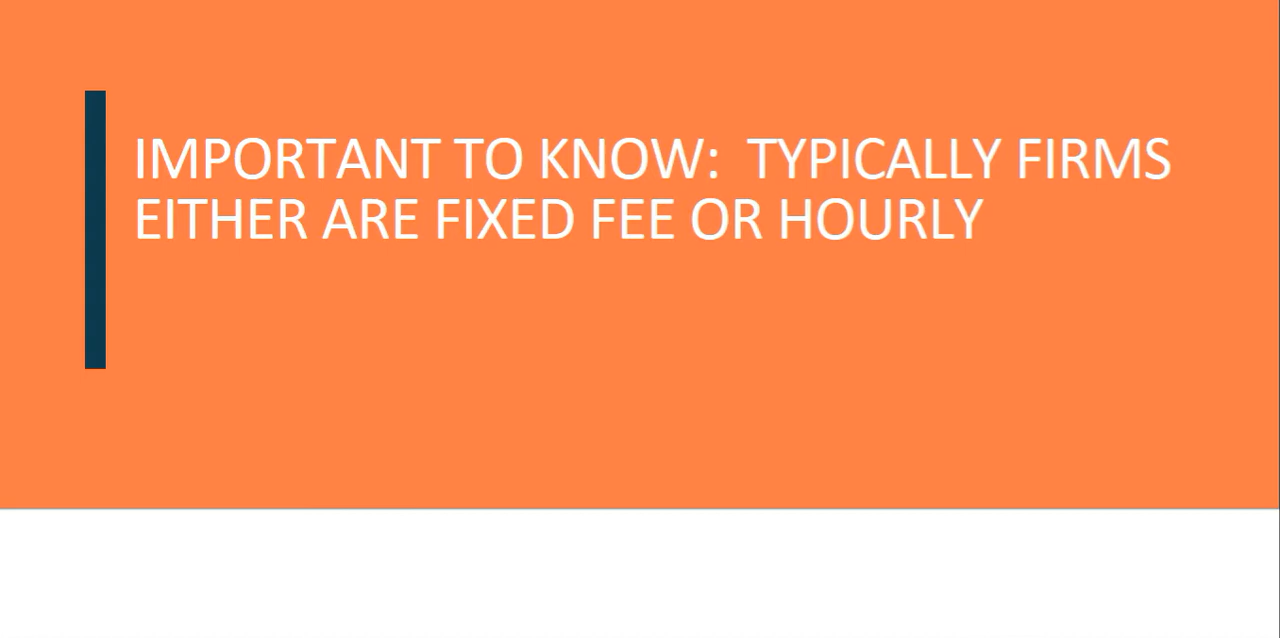 IMPORTANT TO KNOW:  TYPICALLY FIRMS
EITHER ARE FIXED FEE OR HOURLY